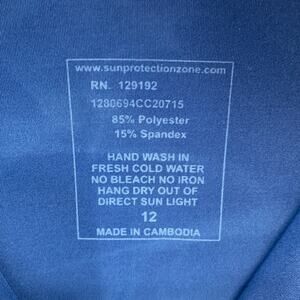 www.sunprotectionzone.com
RN. 129192
1280694CC20715
85% Polyester
15% Spandex
HAND WASH IN
FRESH COLD WATER
NO BLEACH NO IRON
HANG DRY OUT OF
DIRECT SUN LIGHT
12
MADE IN CAMBODIA